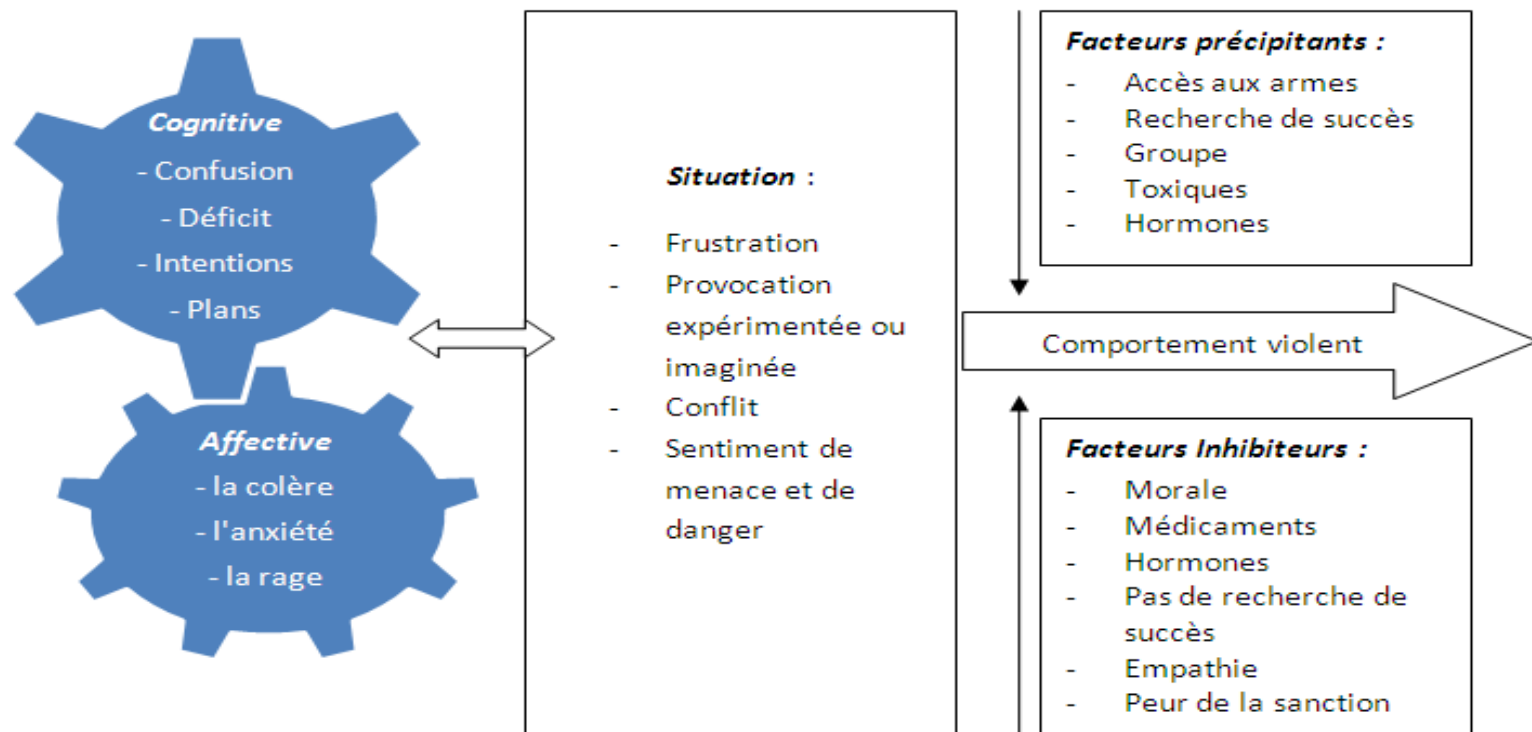 Cognitive
- Confusion
- Déficit
- Intentions
- Plans
Affective
- la colère
- l'anxiété
- la rage
Situation :
- Frustration
- Provocation
expérimentée ou
imaginée
- Conflit
- Sentiment de
menace et de
danger
Facteurs précipitants :
- Accès aux armes
- Recherche de succès
- Groupe
- Toxiques
- Hormones
Comportement violent
Facteurs Inhibiteurs :
- Morale
- Médicaments
- Hormones
- Pas de recherche de
succès
- Empathie
- Peur de la sanction